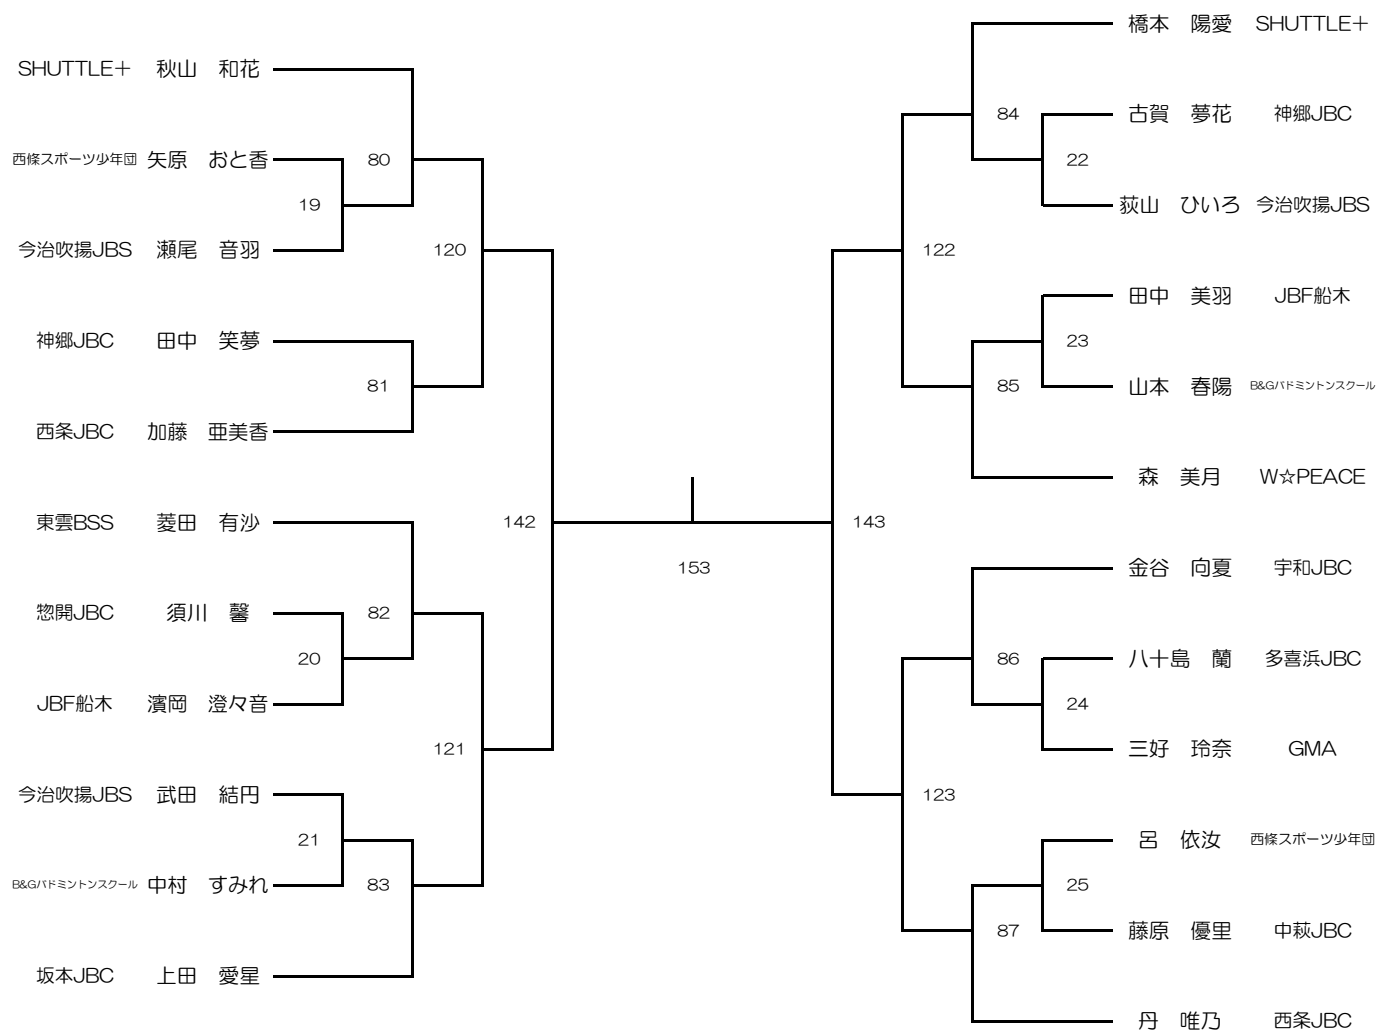 SHUTTLE＋ 秋山　和花
80
西條スポーツ少年団 矢原　おと香
19
今治吹揚JBS 瀬尾　音羽
120
神郷JBC 田中　笑夢
81
西条JBC 加藤　亜美香
142
東雲BSS 菱田　有沙
惣開JBC 須川　馨
82
20
JBF船木 濱岡　澄々音
121
今治吹揚JBS 武田　結円
21
B&Gバドミントンスクール 中村　すみれ
83
坂本JBC 上田　愛星
153
橋本　陽愛 SHUTTLE＋
84
古賀　夢花 神郷JBC
22
荻山　ひいろ 今治吹揚JBS
122
田中　美羽 JBF船木
23
85
山本　春陽 B&Gバドミントンスクール
森　美月 W☆PEACE
143
金谷　向夏 宇和JBC
86
八十島　蘭 多喜浜JBC
24
三好　玲奈 GMA
123
呂　依汝 西條スポーツ少年団
25
87
藤原　優里 中萩JBC
丹　唯乃 西条JBC